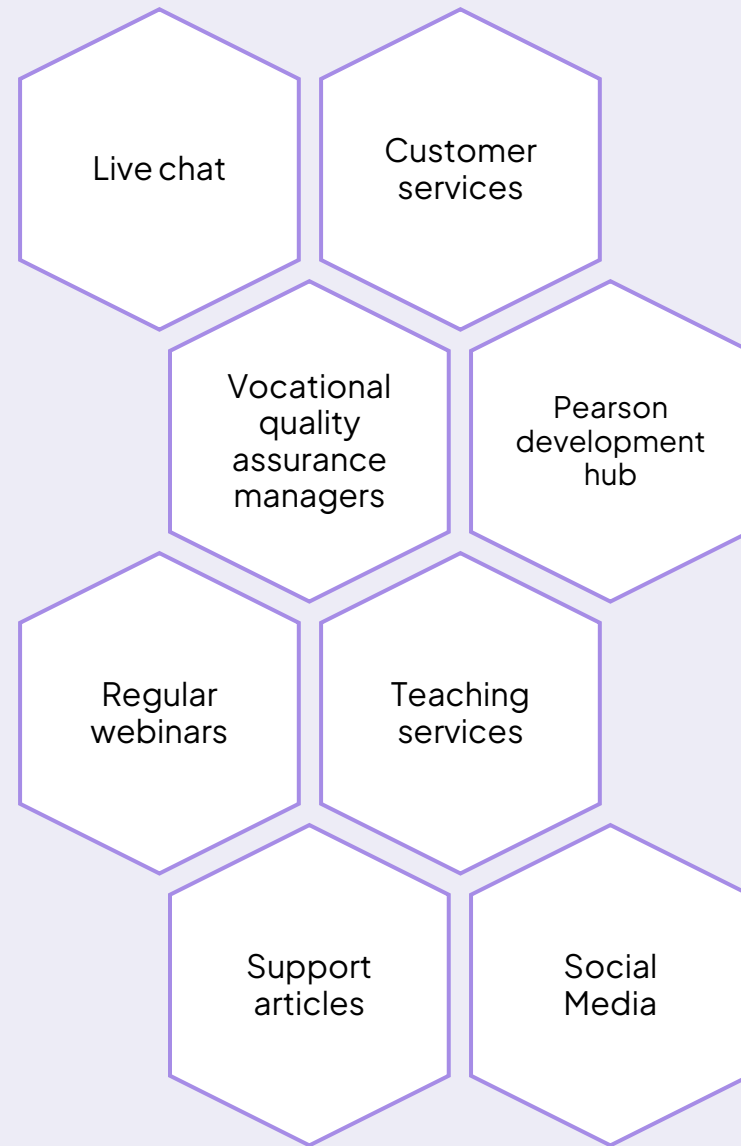 Live chat
Customer
services
Vocational
quality
assurance
managers
Pearson
development
hub
Regular
webinars
Teaching
services
Support
articles
Social
Media